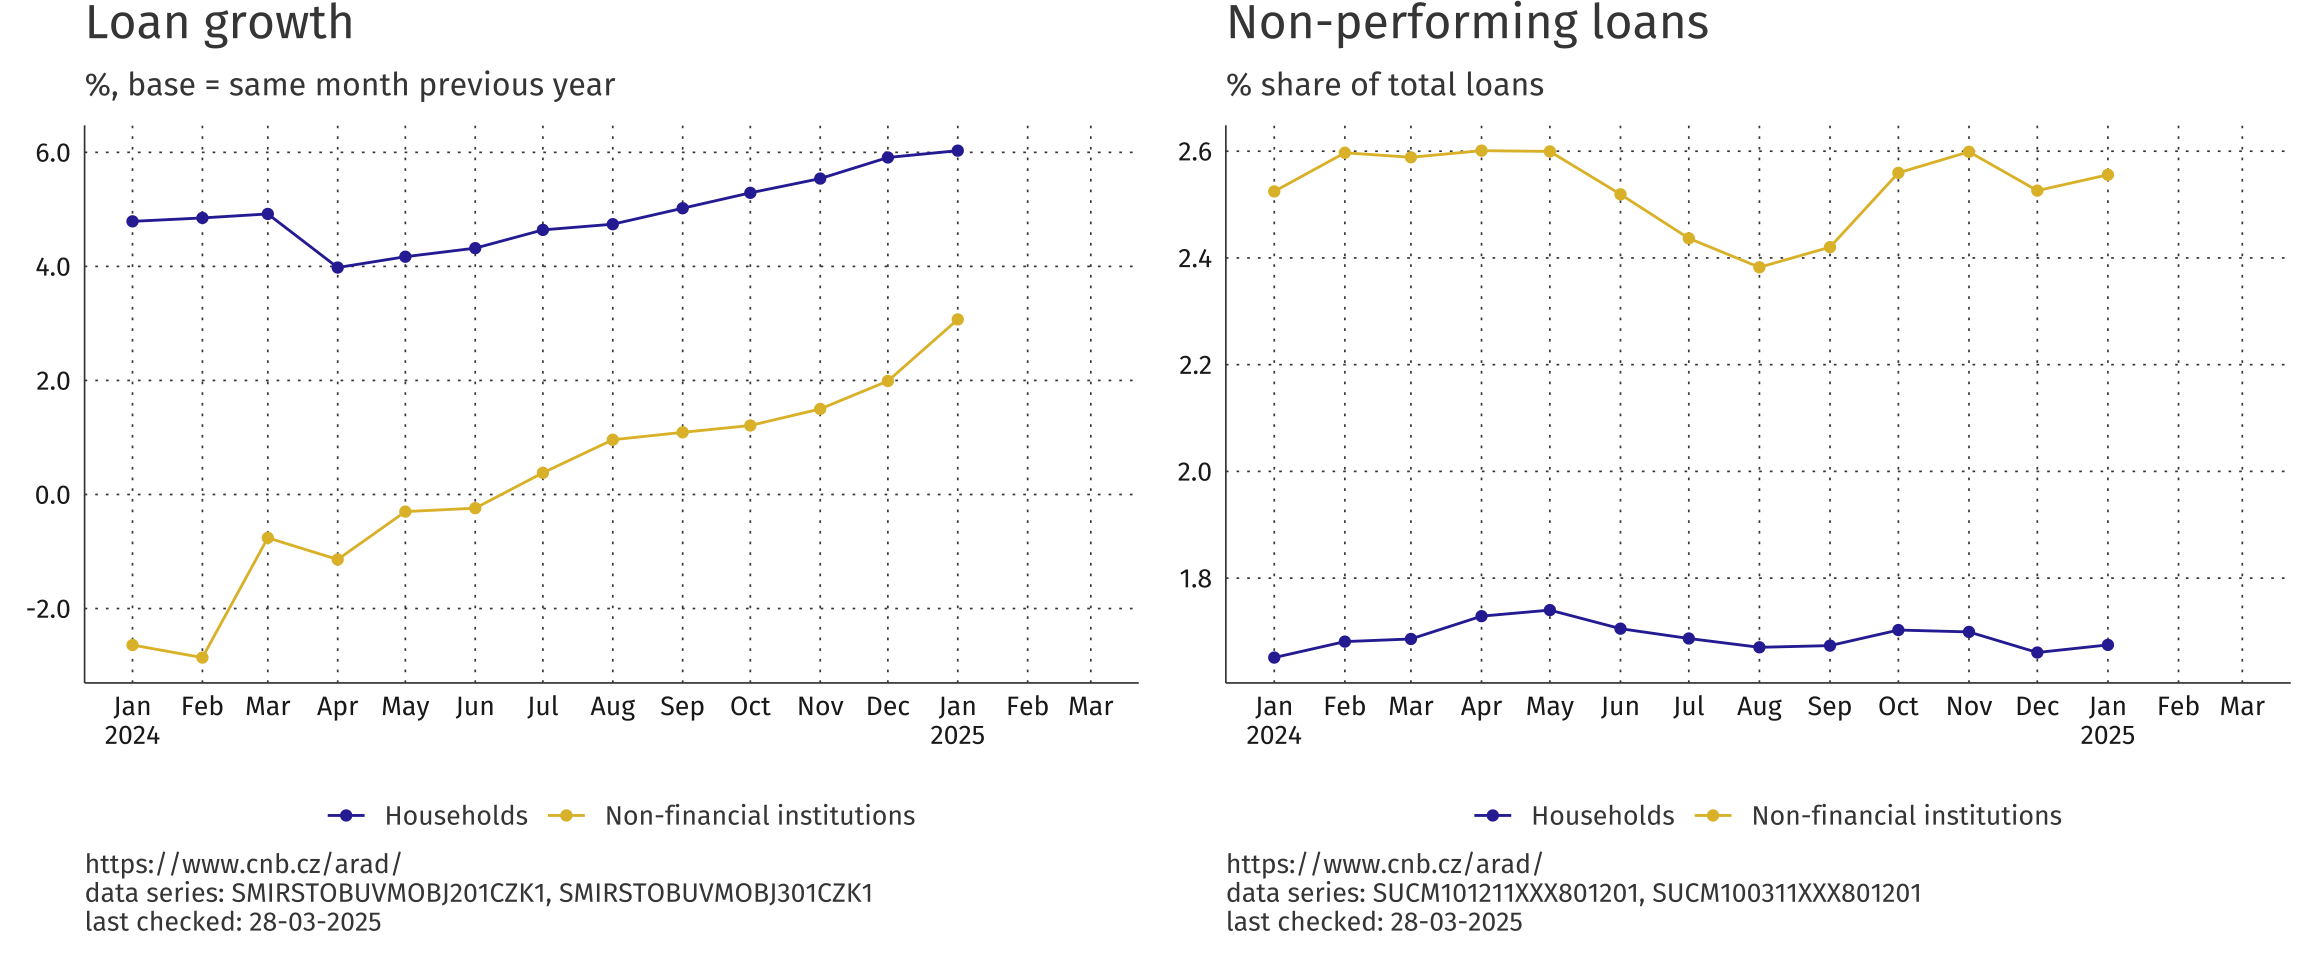 Loan growth
%, base = same month previous year
6.0
4.0
2.0
0.0
-2.0
Jan Feb Mar Apr May Jun Jul Aug Sep Oct Nov Dec Jan Feb Mar
2024 2025
Households Non-financial institutions
https://www.cnb.cz/arad/
data series: SMIRSTOBUVMOBJ201CZK1, SMIRSTOBUVMOBJ301CZK1
last checked: 28-03-2025
Non-performing loans
% share of total loans
2.6
2.4
2.2
2.0
1.8
Jan Feb Mar Apr May Jun Jul Aug Sep Oct Nov Dec Jan Feb Mar
2024 2025
Households Non-financial institutions
https://www.cnb.cz/arad/
data series: SUCM101211XXX801201, SUCM100311XXX801201
last checked: 28-03-2025